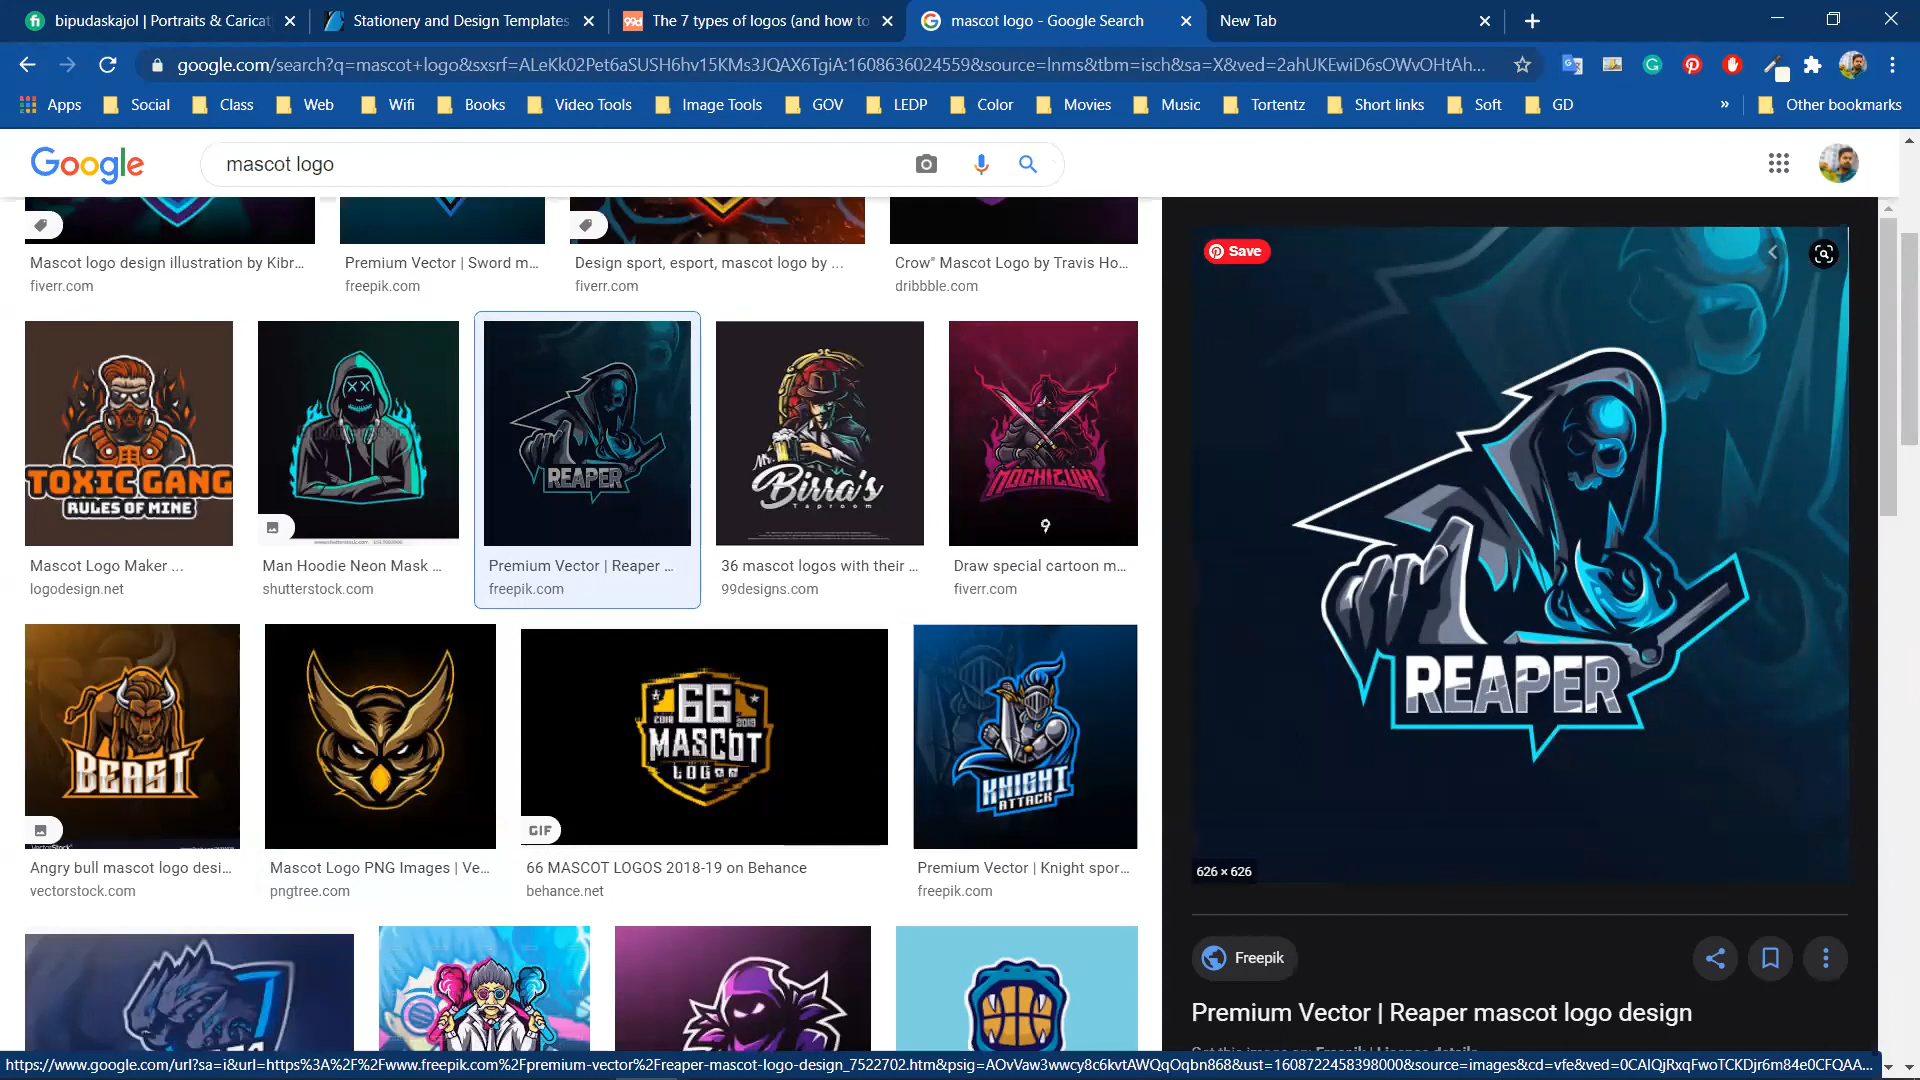 bipudaskajol | Portraits & Caricat
Stationery and Design Templates
99d The 7 types of logos (and how to
mascot logo - Google Search
New Tab
google.com/search?q=mascot+logo&sxsrf=ALeKk02Pet6aSUSH6hv15KMs3JQAX6TgiA:1608636024559&source=lnms&tbm=isch&sa=X&ved=2ahUKEwiD6sOWvOHtAh...
Apps Social Class Web Wifi Books Video Tools Image Tools GOV LEDP Color Movies Music Tortentz Short links Soft GD » Other bookmarks
Google
mascot logo
Mascot logo design illustration by Kibr...
fiverr.com
Premium Vector | Sword m...
freepik.com
Design sport, esport, mascot logo by ...
fiverr.com
Crow" Mascot Logo by Travis Ho...
dribbble.com
TOXIC GANG
RULES OF MINE
Mascot Logo Maker ...
logodesign.net
Man Hoodie Neon Mask ...
shutterstock.com
REAPER
Premium Vector | Reaper ...
freepik.com
Mr.
Birra's
Taproom
36 mascot logos with their ...
99designs.com
MOCHIZUKI
Draw special cartoon m...
fiverr.com
BEAST
VectorStock
Angry bull mascot logo desi...
vectorstock.com
Mascot Logo PNG Images | Ve...
pngtree.com
66
2018 2019
MASCOT
LOGOS
GIF
66 MASCOT LOGOS 2018-19 on Behance
behance.net
KNIGHT
ATTACK
Premium Vector | Knight spor...
freepik.com
Save
REAPER
626 × 626
Freepik
Premium Vector | Reaper mascot logo design
https://www.google.com/url?sa=i&url=https%3A%2F%2Fwww.freepik.com%2Fpremium-vector%2Freaper-mascot-logo-design_7522702.htm&psig=AOvVaw3wwcy8c6kvtAWQqOqbn868&ust=1608722458398000&source=images&cd=vfe&ved=0CAIQjRxqFwoTCKDjr6m84e0CFQAA...